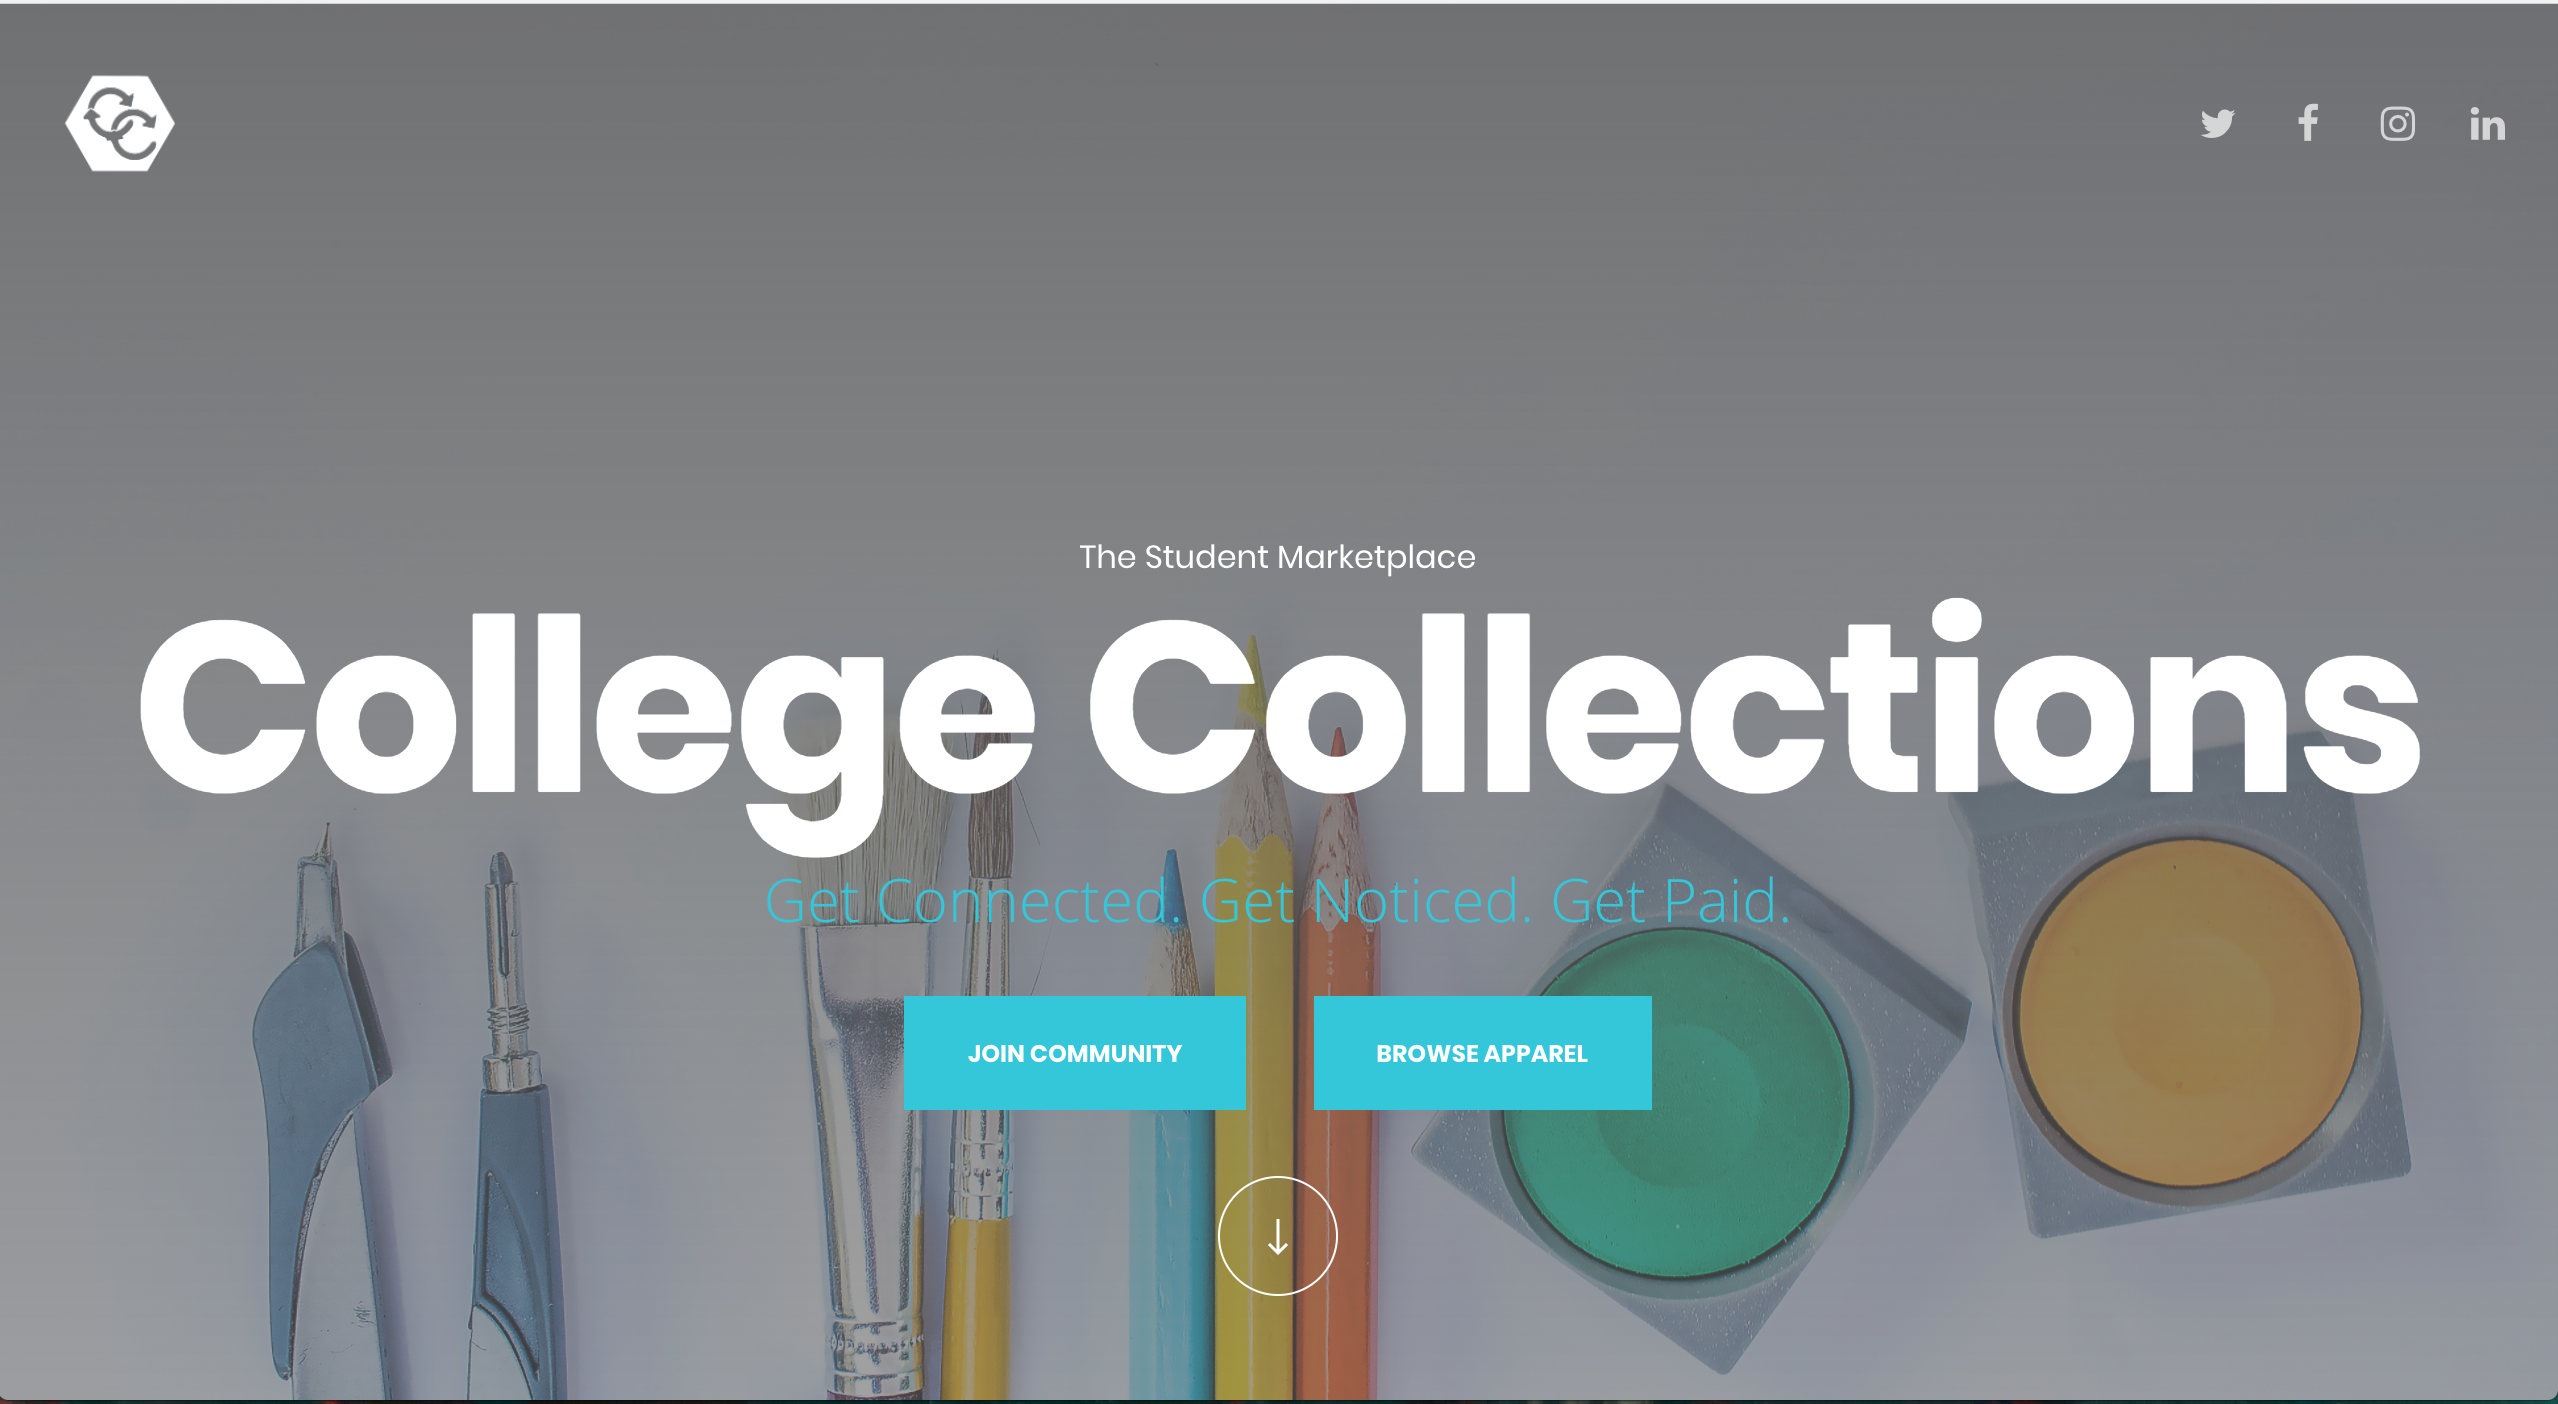 The Student Marketplace
College Collections
Get Connected. Get Noticed. Get Paid.
JOIN COMMUNITY
BROWSE APPAREL